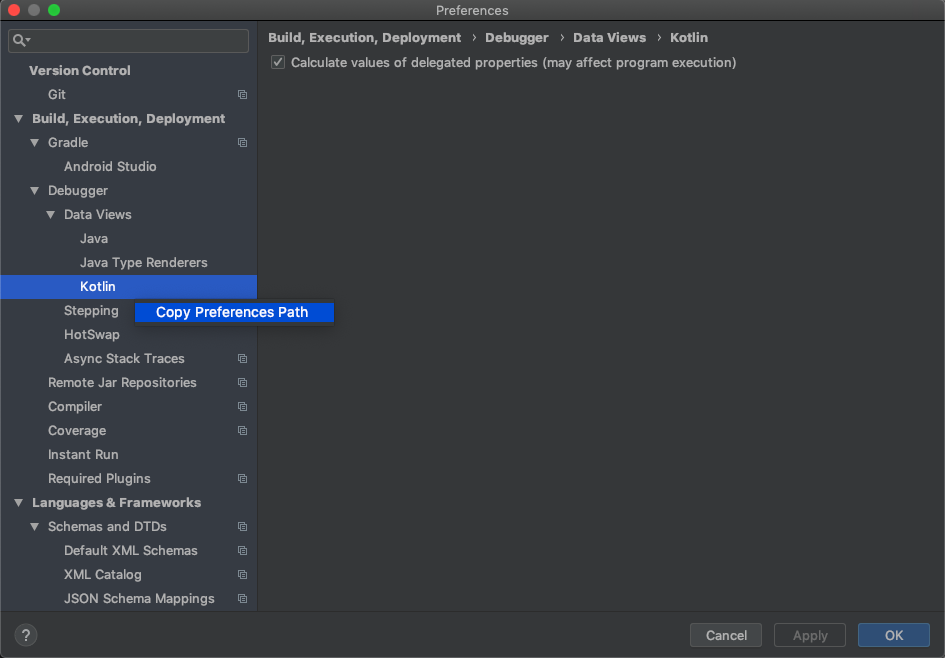 Preferences
Build, Execution, Deployment › Debugger › Data Views › Kotlin
Calculate values of delegated properties (may affect program execution)
Version Control
Git
Build, Execution, Deployment
Gradle
Android Studio
Debugger
Data Views
Java
Java Type Renderers
Kotlin
Stepping
Copy Preferences Path
HotSwap
Async Stack Traces
Remote Jar Repositories
Compiler
Coverage
Instant Run
Required Plugins
Languages & Frameworks
Schemas and DTDs
Default XML Schemas
XML Catalog
JSON Schema Mappings
?
Cancel
Apply
OK